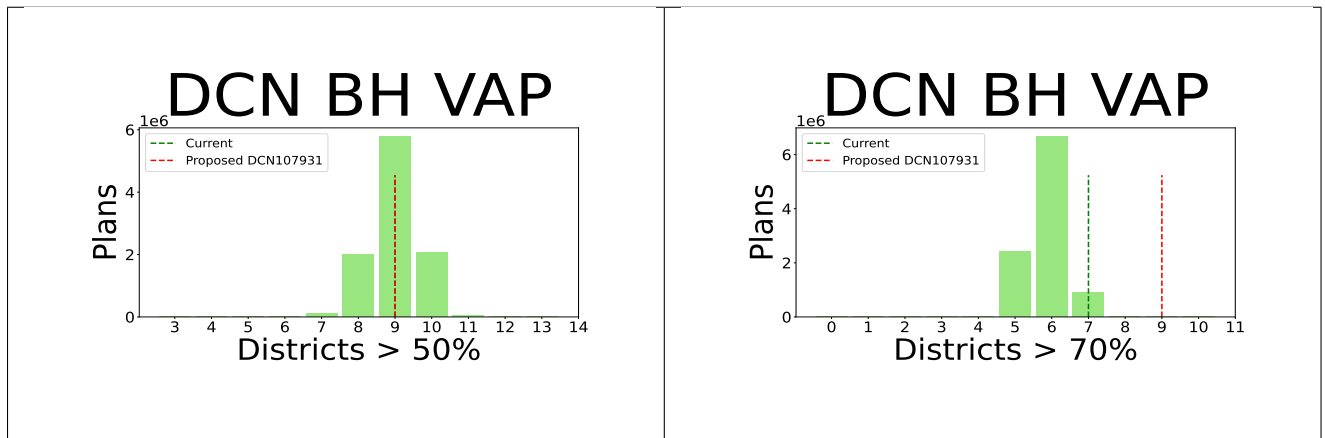 DCN BH VAP
1e6
6
4
2
0
Plans
Current
Proposed DCN107931
3 4 5 6 7 8 9 10 11 12 13 14
Districts > 50%
DCN BH VAP
1e6
6
4
2
0
Plans
Current
Proposed DCN107931
0 1 2 3 4 5 6 7 8 9 10 11
Districts > 70%